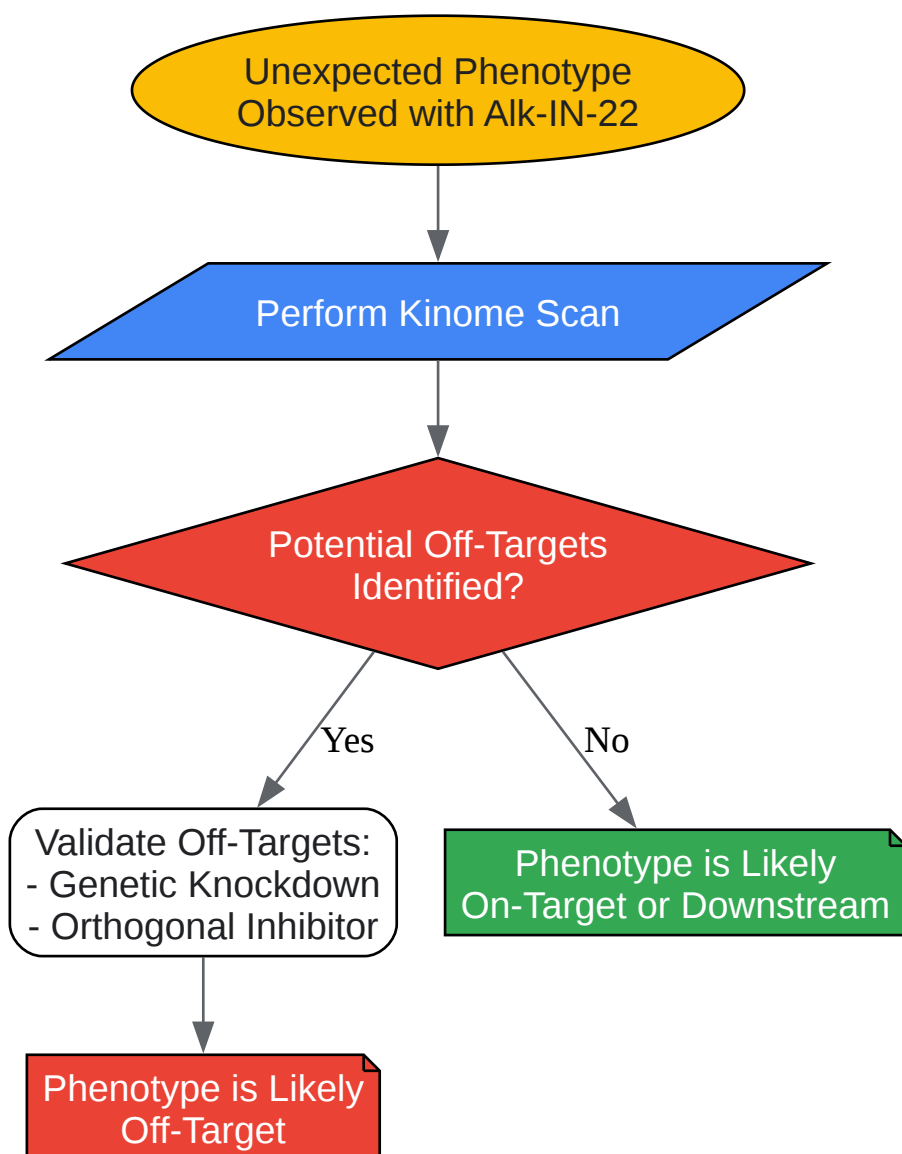 Unexpected Phenotype
Observed with Alk-IN-22
Perform Kinome Scan
Potential Off-Targets
Identified?
Yes
No
Validate Off-Targets:
- Genetic Knockdown
- Orthogonal Inhibitor
Phenotype is Likely
On-Target or Downstream
Phenotype is Likely
Off-Target